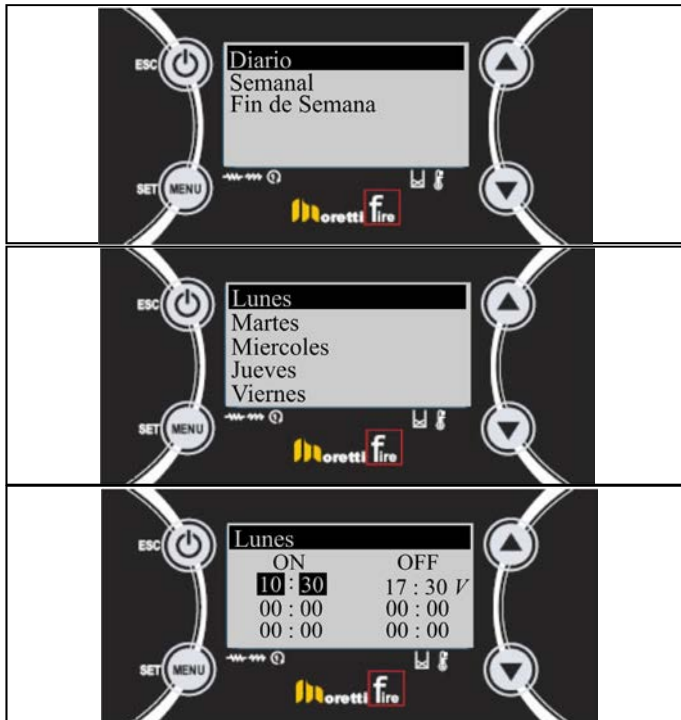 ESC
Diario
Semanal
Fin de Semana
SET MENU
Moretti fire
ESC
Lunes
Martes
Miercoles
Jueves
Viernes
SET MENU
Moretti fire
ESC
Lunes
ON OFF
10 : 30 17 : 30 V
00 : 00 00 : 00
00 : 00 00 : 00
SET MENU
Moretti fire